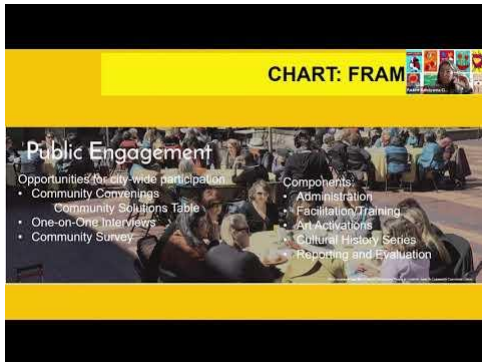 CHART: FRAM
Public Engagement
Opportunities for city-wide participation
• Community Convenings
Community Solutions Table
• One-on-One Interviews
• Community Survey
Components:
• Administration
• Facilitation/Training
• Art Activations
• Cultural History Series
• Reporting and Evaluation